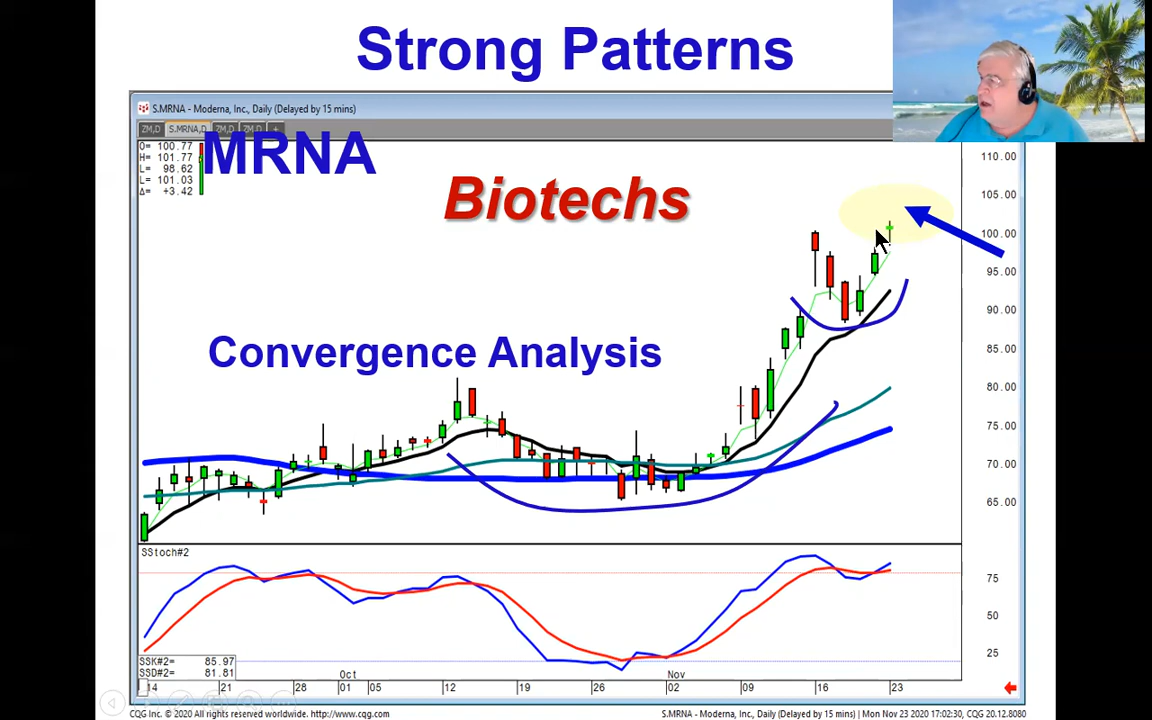 Strong Patterns
S.MRNA - Moderna, Inc., Daily (Delayed by 15 mins)
ZM,D S.MRNA,D ZM,D ZM,D +
O= 100.77
H= 101.77
L= 98.62
L= 101.03
Δ= +3.42
MRNA
Biotechs
Convergence Analysis
110.00
105.00
100.00
95.00
90.00
85.00
80.00
75.00
70.00
65.00
SStoch#2
75
50
25
SSK#2= 85.97
SSD#2= 81.81
Oct Nov
14 21 28 01 05 12 19 26 02 09 16 23
CQG Inc. © 2020 All rights reserved worldwide. http://www.cqg.com
S.MRNA - Moderna, Inc., Daily | Mon Nov 23 2020 17:02:30, CQG 20.12.8080